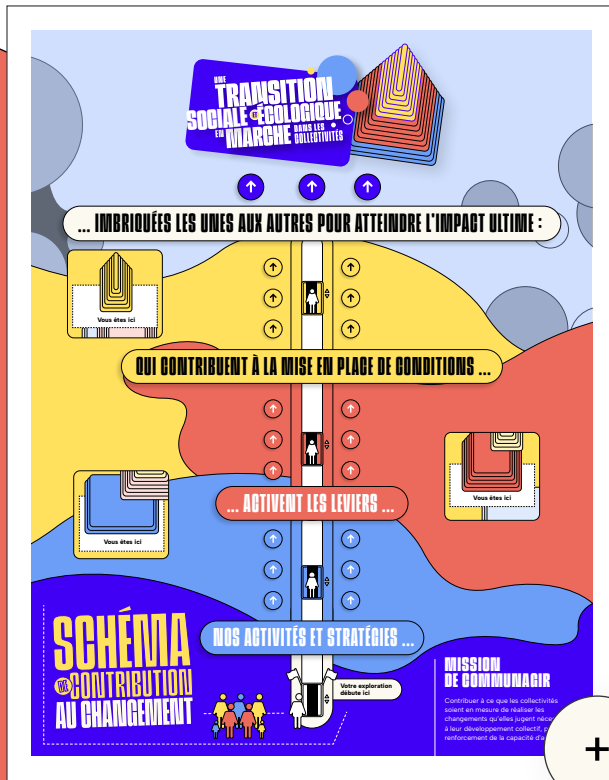 UNE
TRANSITION
SOCIALE ET ÉCOLOGIQUE
EN MARCHE DANS LES
COLLECTIVITÉS
... IMBRIQUÉES LES UNES AUX AUTRES POUR ATTEINDRE L'IMPACT ULTIME :
Vous êtes ici
QUI CONTRIBUENT À LA MISE EN PLACE DE CONDITIONS ...
Vous êtes ici
... ACTIVENT LES LEVIERS ...
Vous êtes ici
NOS ACTIVITÉS ET STRATÉGIES ...
SCHÉMA
DE CONTRIBUTION
AU CHANGEMENT
Votre exploration
débute ici
MISSION
DE COMMUNAGIR
Contribuer à ce que les collectivités
soient en mesure de réaliser les
changements qu'elles jugent
à leur développement collectif,
renforcement de la capacité
+